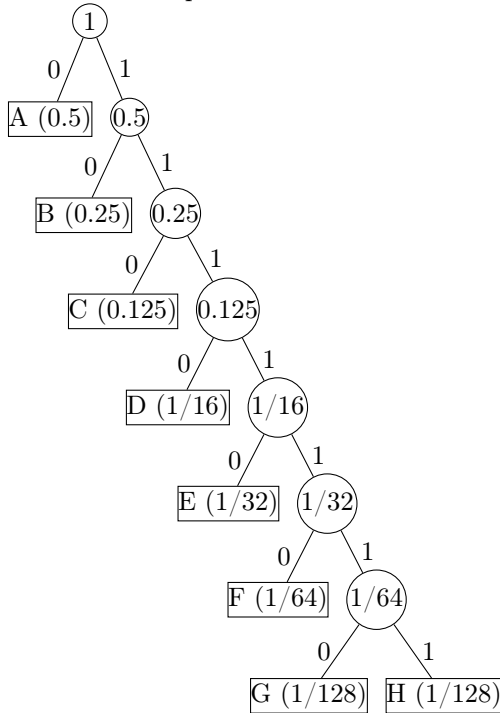 1
0 1
A (0.5) 0.5
0 1
B (0.25) 0.25
0 1
C (0.125) 0.125
0 1
D (1/16) 1/16
0 1
E (1/32) 1/32
0 1
F (1/64) 1/64
0 1
G (1/128) H (1/128)